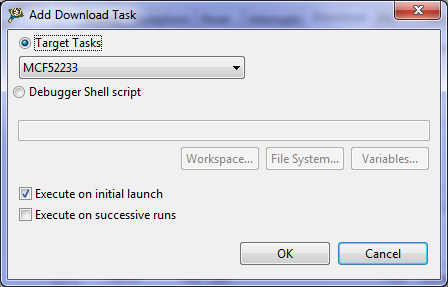 Add Download Task
Target Tasks
MCF52233
Debugger Shell script
Workspace... File System... Variables...
Execute on initial launch
Execute on successive runs
OK Cancel